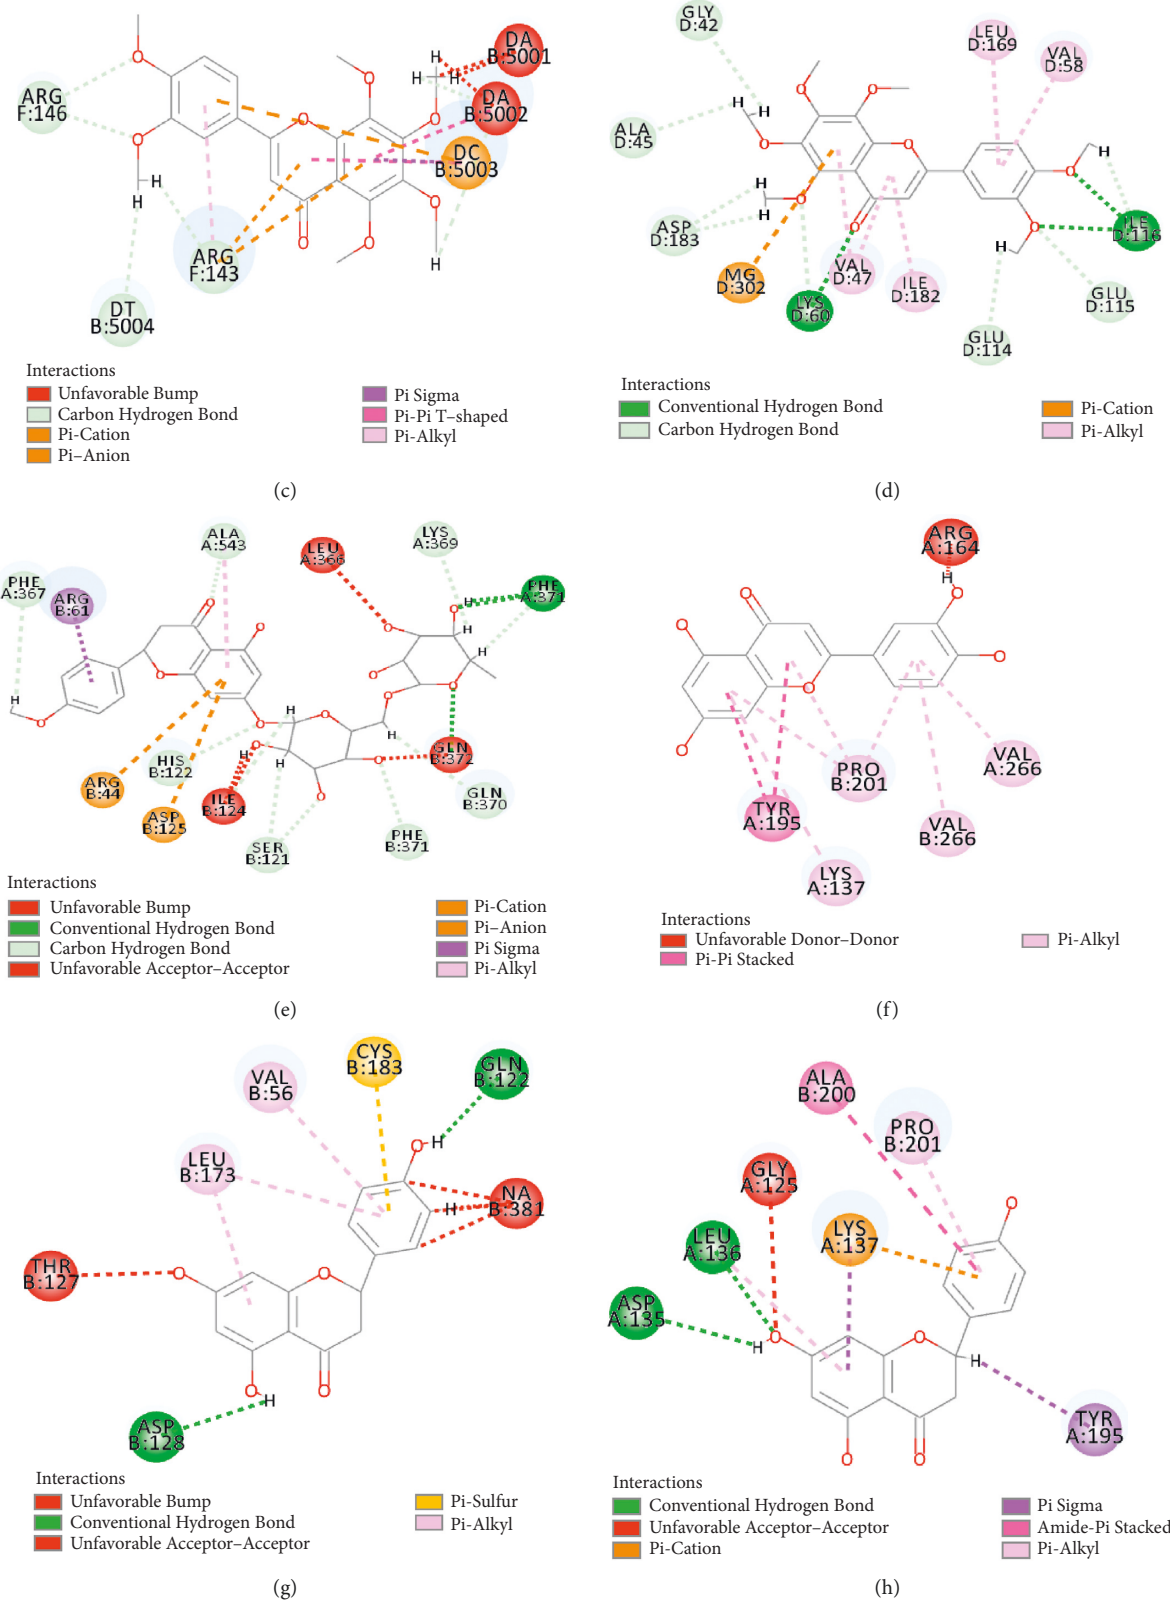 DA
B:5001
DA
B:5002
DC
B:5003
ARG
F:146
ARG
F:143
DT
B:5004
H
H
H
H
H
H
H
O
O
O
O
O
O
O
O
Interactions
Unfavorable Bump
Carbon Hydrogen Bond
Pi-Cation
Pi–Anion
Pi Sigma
Pi-Pi T–shaped
Pi-Alkyl
(c)
GLY
D:42
LEU
D:169
VAL
D:58
ALA
D:45
ASP
D:183
MG
D:302
LYS
D:60
VAL
D:47
ILE
D:182
ILE
D:116
GLU
D:115
GLU
D:114
H
H
H
H
H
H
O
O
O
O
O
O
O
O
Interactions
Conventional Hydrogen Bond
Carbon Hydrogen Bond
Pi-Cation
Pi-Alkyl
(d)
ALA
A:543
LEU
A:366
LYS
A:369
PHE
A:367
ARG
B:61
PHE
A:371
HIS
B:122
ARG
B:44
ASP
B:125
ILE
B:124
SER
B:121
PHE
B:371
GLN
B:370
GLN
B:372
H
H
H
H
H
H
H
O
O
O
O
O
O
O
O
O
O
O
O
O
O
Interactions
Unfavorable Bump
Conventional Hydrogen Bond
Carbon Hydrogen Bond
Unfavorable Acceptor–Acceptor
Pi-Cation
Pi–Anion
Pi Sigma
Pi-Alkyl
(e)
ARG
A:164
H
O
O
O
O
O
O
PRO
B:201
TYR
A:195
VAL
A:266
VAL
B:266
LYS
A:137
Interactions
Unfavorable Donor–Donor
Pi-Pi Stacked
Pi-Alkyl
(f)
CYS
B:183
GLN
B:122
VAL
B:56
LEU
B:173
NA
B:381
THR
B:127
ASP
B:128
H
H
H
O
O
O
O
O
Interactions
Unfavorable Bump
Conventional Hydrogen Bond
Unfavorable Acceptor–Acceptor
Pi-Sulfur
Pi-Alkyl
(g)
ALA
B:200
PRO
B:201
GLY
A:125
LEU
A:136
LYS
A:137
ASP
A:135
TYR
A:195
H
H
O
O
O
O
O
Interactions
Conventional Hydrogen Bond
Unfavorable Acceptor–Acceptor
Pi-Cation
Pi Sigma
Amide-Pi Stacked
Pi-Alkyl
(h)